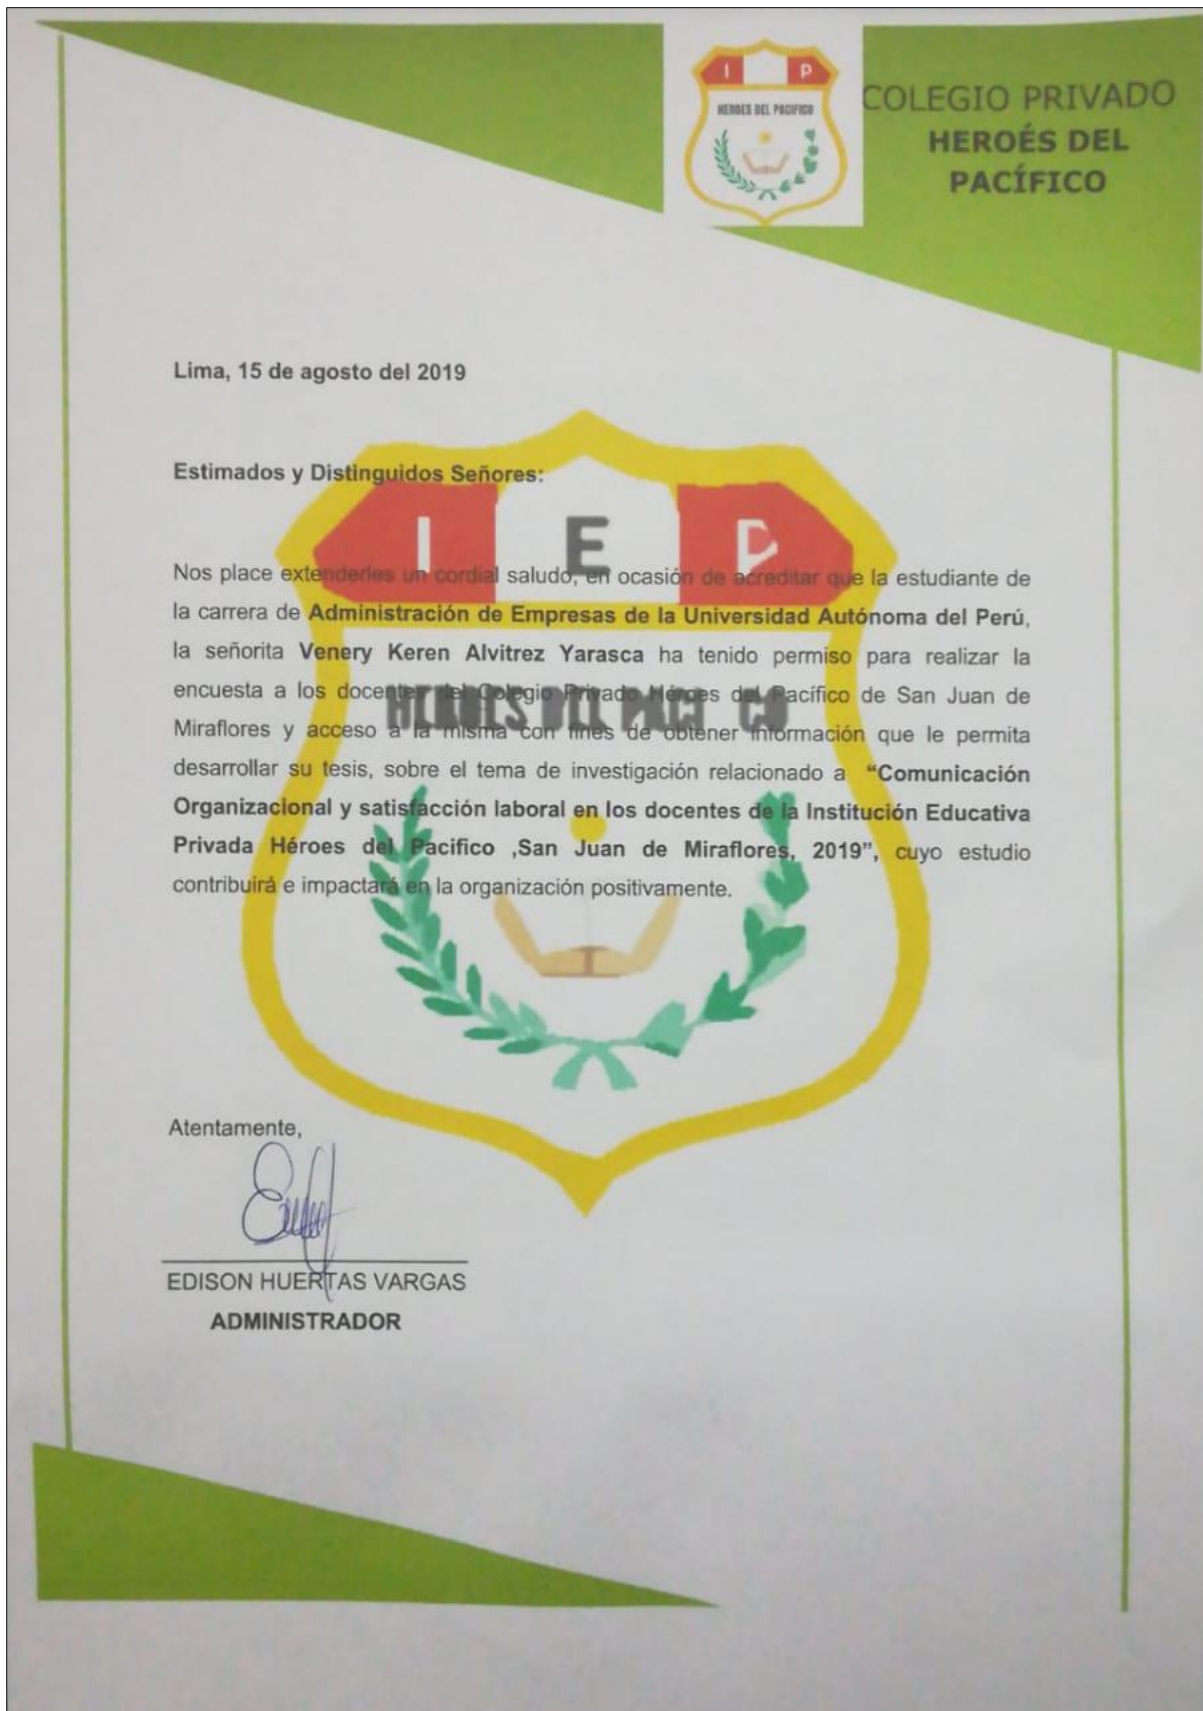 I P
HEROES DEL PACIFICO
COLEGIO PRIVADO
HEROÉS DEL
PACÍFICO
Lima, 15 de agosto del 2019
Estimados y Distinguidos Señores:
I E P
Nos place extenderles un cordial saludo, en ocasión de acreditar que la estudiante de
la carrera de Administración de Empresas de la Universidad Autónoma del Perú,
la señorita Venery Keren Alvitrez Yarasca ha tenido permiso para realizar la
encuesta a los docentes del Colegio Privado Héroes del Pacífico de San Juan de
HEROES DEL PACI CO
Miraflores y acceso a la misma con fines de obtener información que le permita
desarrollar su tesis, sobre el tema de investigación relacionado a “Comunicación
Organizacional y satisfacción laboral en los docentes de la Institución Educativa
Privada Héroes del Pacifico ,San Juan de Miraflores, 2019”, cuyo estudio
contribuirá e impactará en la organización positivamente.
Atentamente,
EDISON HUERTAS VARGAS
ADMINISTRADOR